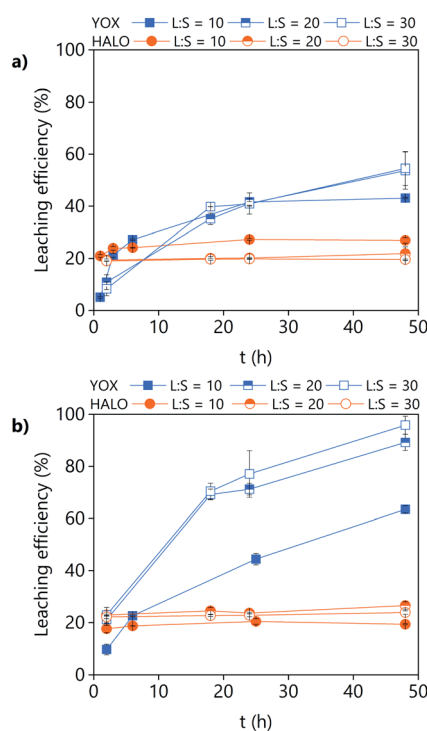 YOX L:S = 10 L:S = 20 L:S = 30
HALO L:S = 10 L:S = 20 L:S = 30
a)
100
80
60
40
20
0
Leaching efficiency (%)
0 10 20 30 40 50
t (h)
YOX L:S = 10 L:S = 20 L:S = 30
HALO L:S = 10 L:S = 20 L:S = 30
b)
100
80
60
40
20
0
Leaching efficiency (%)
0 10 20 30 40 50
t (h)